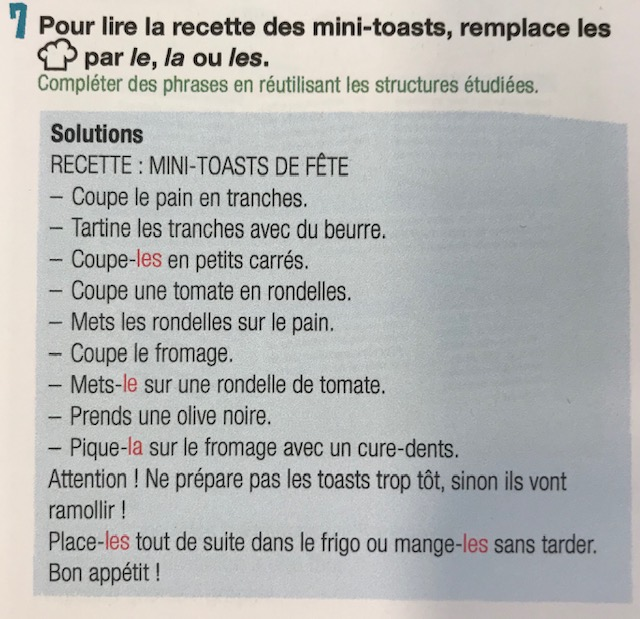 7 Pour lire la recette des mini-toasts, remplace les
par le, la ou les.
Compléter des phrases en réutilisant les structures étudiées.
Solutions
RECETTE : MINI-TOASTS DE FÊTE
– Coupe le pain en tranches.
– Tartine les tranches avec du beurre.
– Coupe-les en petits carrés.
– Coupe une tomate en rondelles.
– Mets les rondelles sur le pain.
– Coupe le fromage.
– Mets-le sur une rondelle de tomate.
– Prends une olive noire.
– Pique-la sur le fromage avec un cure-dents.
Attention ! Ne prépare pas les toasts trop tôt, sinon ils vont
ramollir !
Place-les tout de suite dans le frigo ou mange-les sans tarder.
Bon appétit !